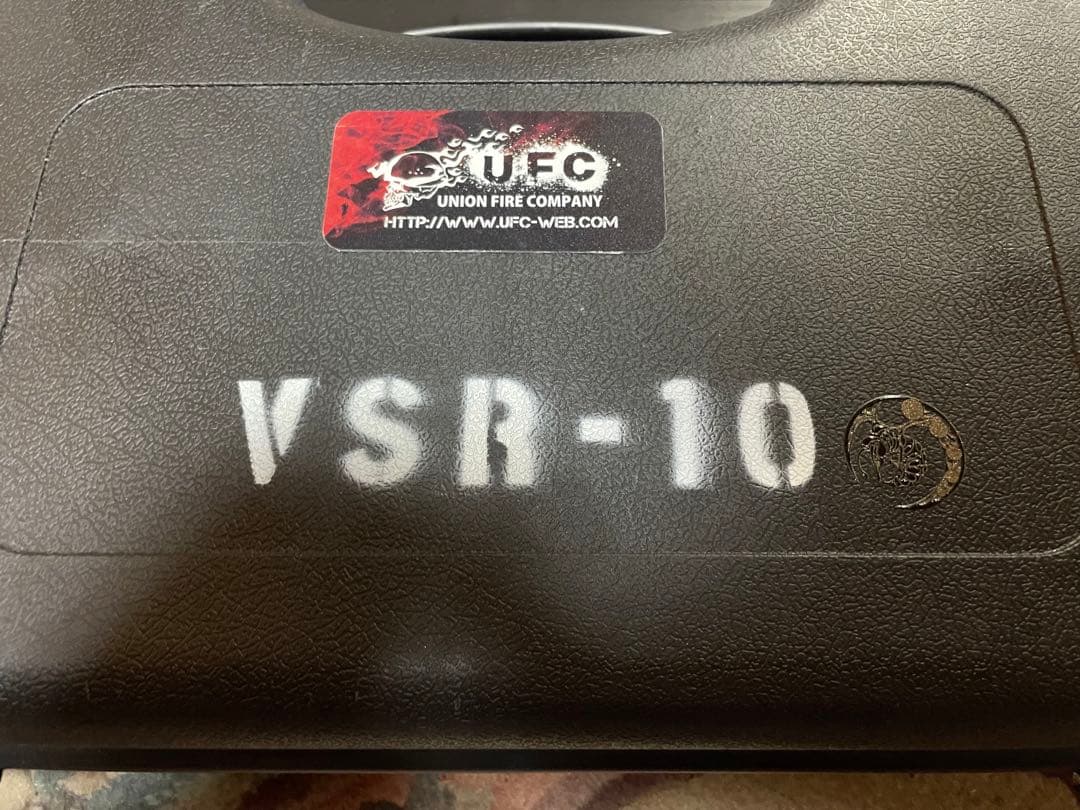 UFC
UNION FIRE COMPANY
HTTP://WWW.UFC-WEB.COM
VSR-10